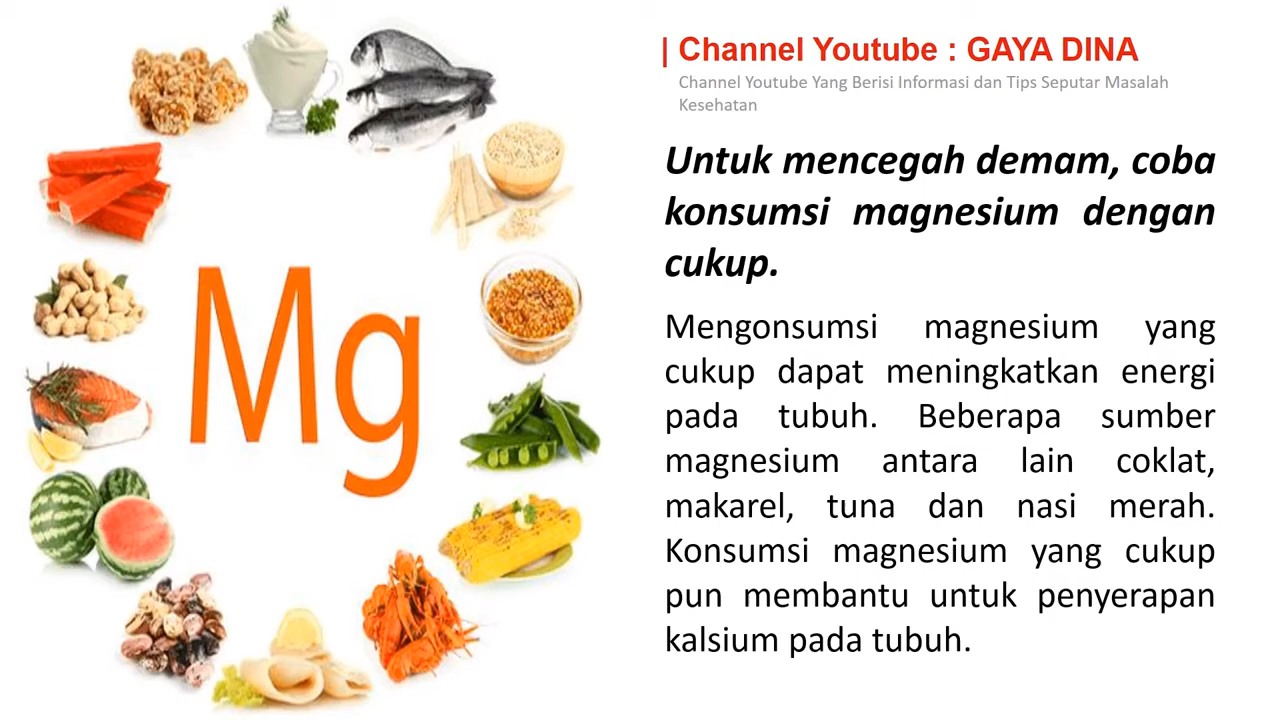 Mg
| Channel Youtube : GAYA DINA
Channel Youtube Yang Berisi Informasi dan Tips Seputar Masalah
Kesehatan
Untuk mencegah demam, coba
konsumsi magnesium dengan
cukup.
Mengonsumsi magnesium yang
cukup dapat meningkatkan energi
pada tubuh. Beberapa sumber
magnesium antara lain coklat,
makarel, tuna dan nasi merah.
Konsumsi magnesium yang cukup
pun membantu untuk penyerapan
kalsium pada tubuh.